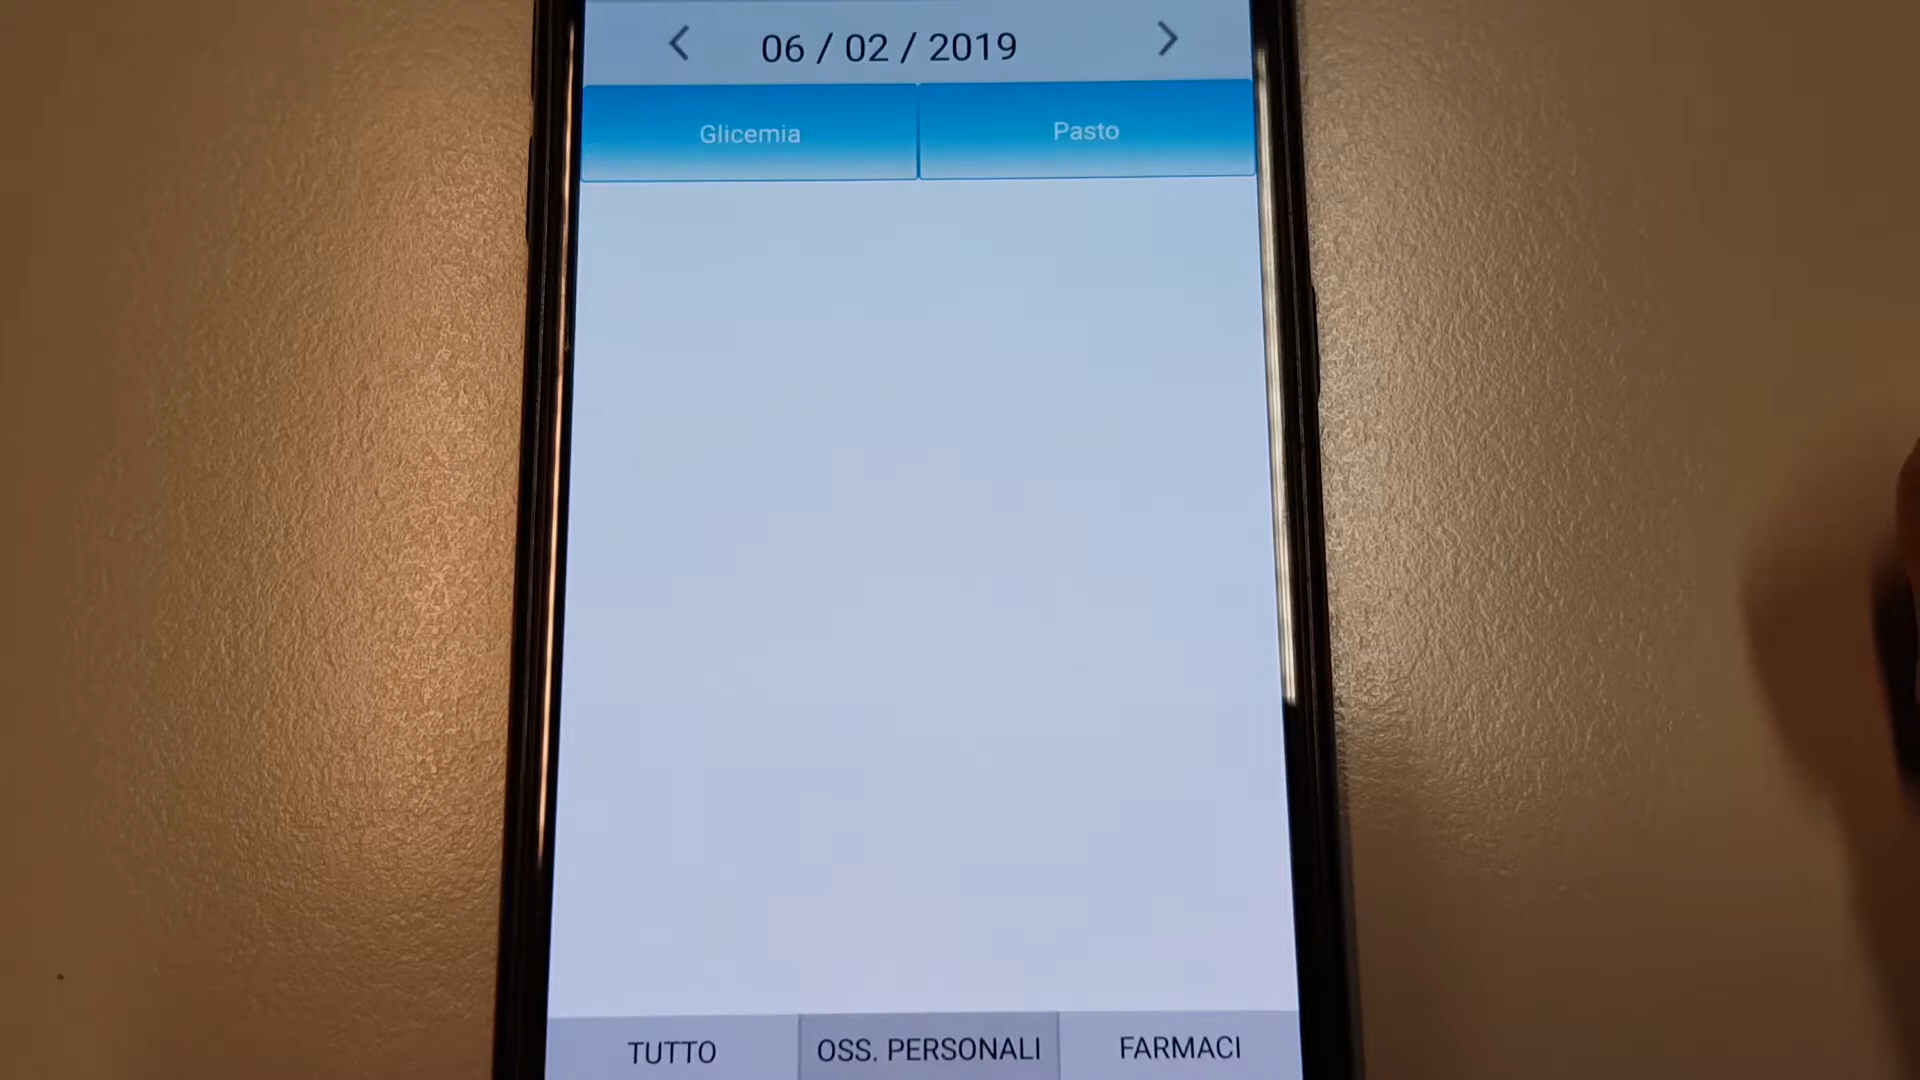 < 06 / 02 / 2019 >
Glicemia Pasto
TUTTO OSS. PERSONALI FARMACI